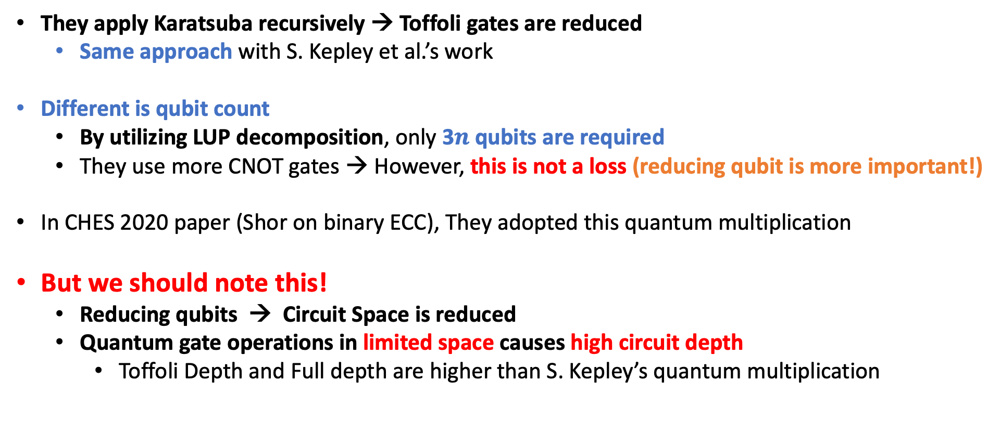 • They apply Karatsuba recursively → Toffoli gates are reduced
• Same approach with S. Kepley et al.’s work
• Different is qubit count
• By utilizing LUP decomposition, only 3n qubits are required
• They use more CNOT gates → However, this is not a loss (reducing qubit is more important!)
• In CHES 2020 paper (Shor on binary ECC), They adopted this quantum multiplication
• But we should note this!
• Reducing qubits → Circuit Space is reduced
• Quantum gate operations in limited space causes high circuit depth
• Toffoli Depth and Full depth are higher than S. Kepley’s quantum multiplication